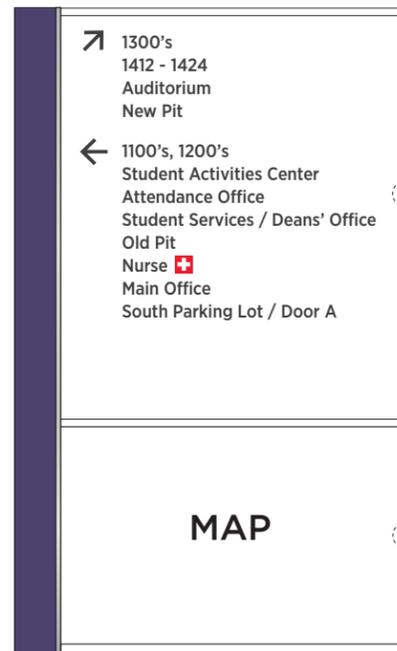 1300’s
1412 - 1424
Auditorium
New Pit
1100’s, 1200’s
Student Activities Center
Attendance Office
Student Services / Deans’ Office
Old Pit
Nurse
Main Office
South Parking Lot / Door A
MAP